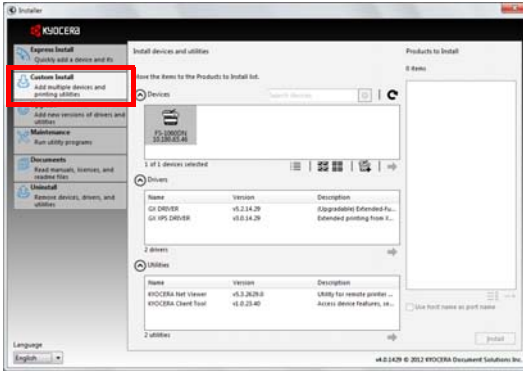 Installer
KYOCERA
Express Install
Quickly add a device and its
Custom Install
Add multiple devices and
printing utilities
Add new versions of drivers and
utilities
Maintenance
Run utility programs
Documents
Read manuals, licenses, and
readme files
Uninstall
Remove devices, drivers, and
utilities
Language
English
Install devices and utilities
Move the items to the Products to Install list.
Devices
search devices
FS-1060DN
10.180.65.46
1 of 1 devices selected
Drivers
Name Version Description
GX DRIVER v5.2.14.29 (Upgradable) Extended-fu...
GX XPS DRIVER v3.0.14.29 Extended printing from X...
2 drivers
Utilities
Name Version Description
KYOCERA Net Viewer v5.3.2629.0 Utility for remote printer ...
KYOCERA Client Tool v1.0.23.40 Access device features, se...
2 utilities
Products to Install
0 items
Use host name as port name
Install
v4.0.1429 © 2012 KYOCERA Document Solutions Inc.